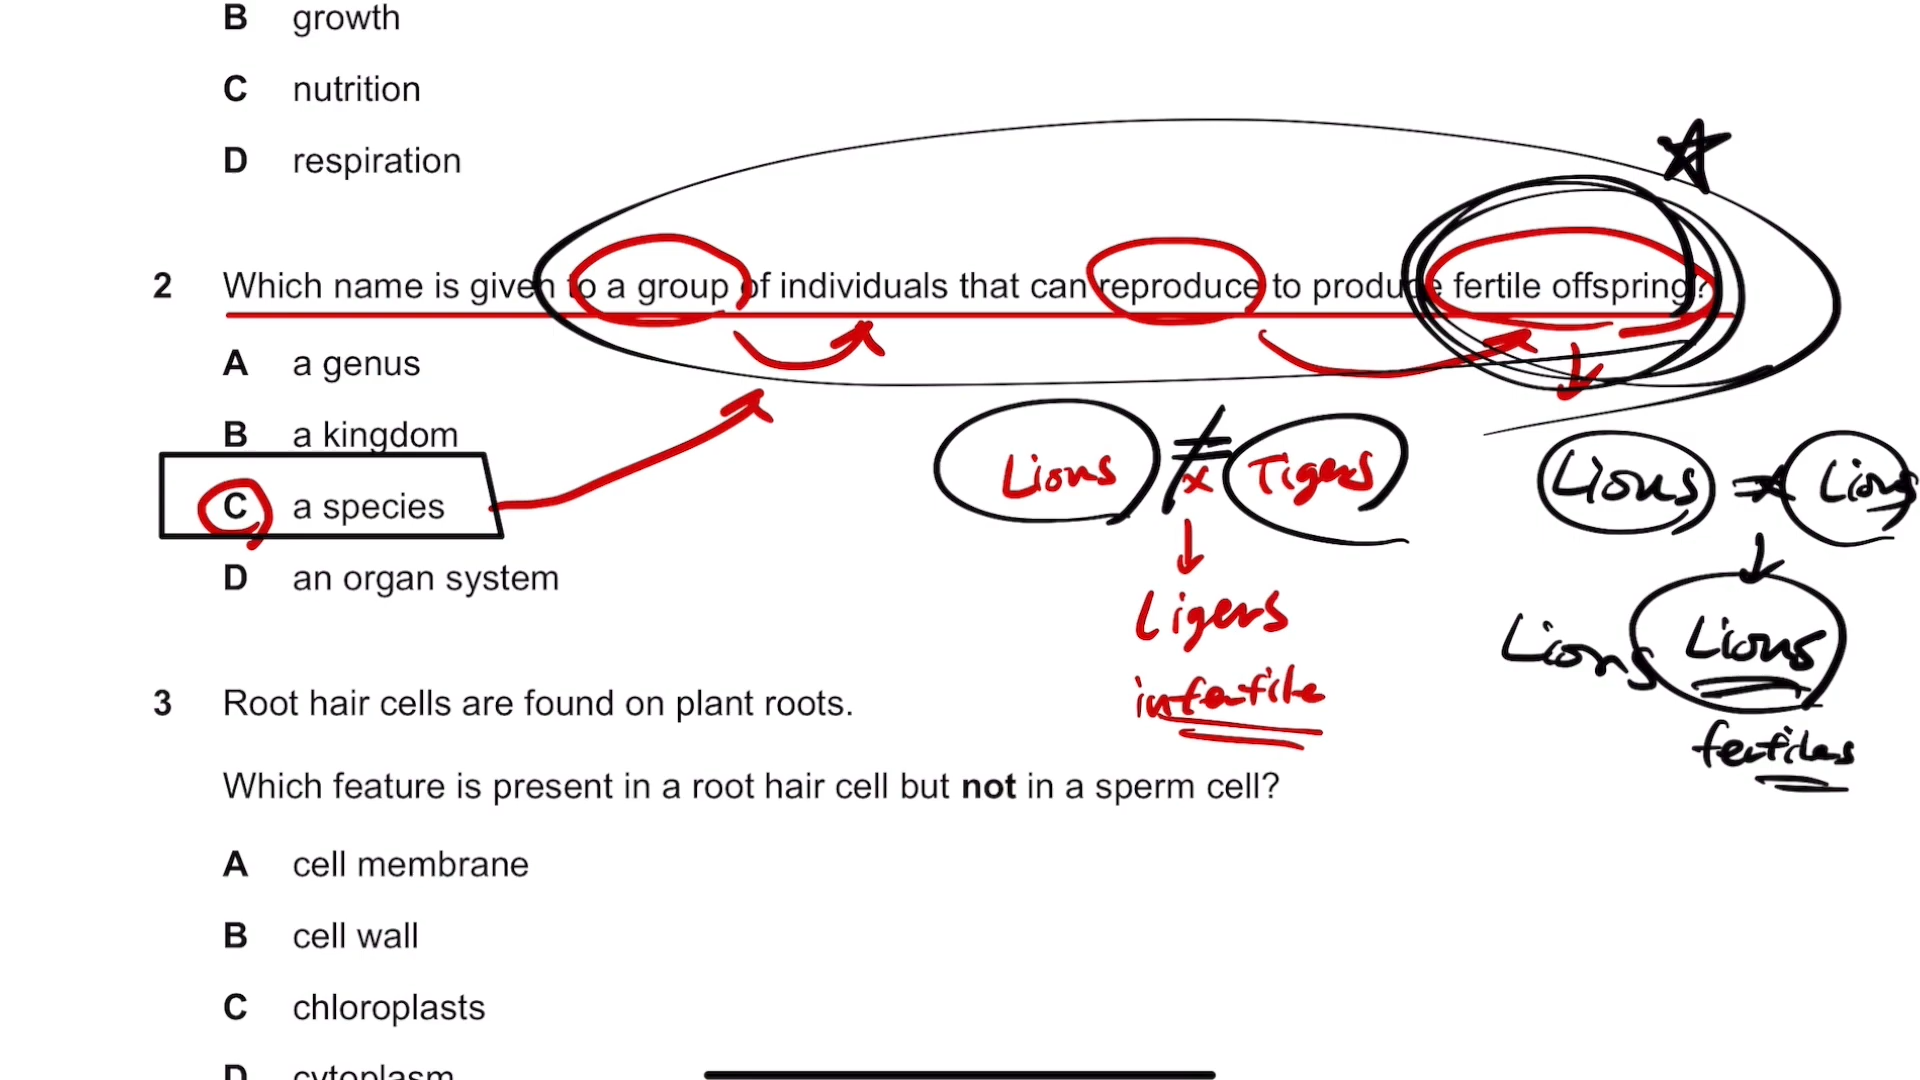 B growth
C nutrition
D respiration
2 Which name is given to a group of individuals that can reproduce to produce fertile offspring?
A a genus
B a kingdom
C a species
D an organ system
Lions ≠ x Tigers
Ligers
infertile
Lions = x Lions
Lions Lions
fertiles
3 Root hair cells are found on plant roots.
Which feature is present in a root hair cell but not in a sperm cell?
A cell membrane
B cell wall
C chloroplasts
D cytoplasm